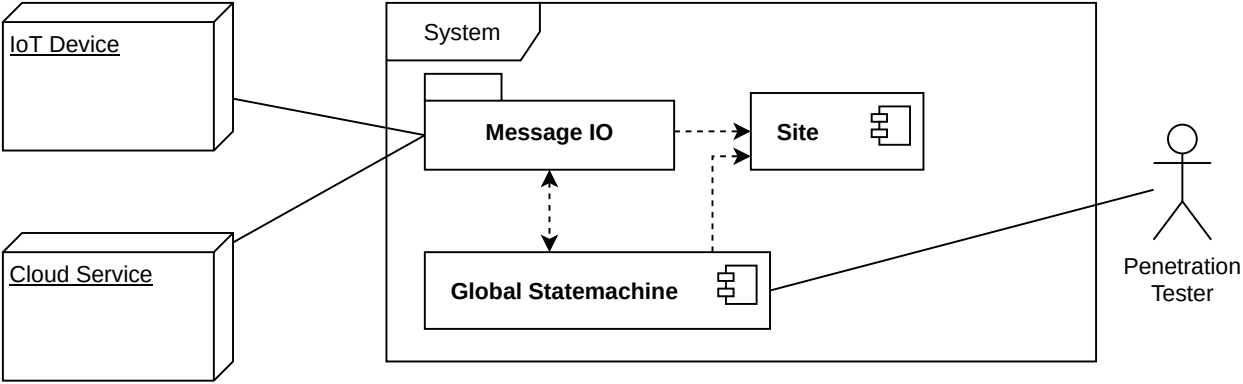 IoT Device
System
Message IO
Site
Cloud Service
Global Statemachine
Penetration
Tester